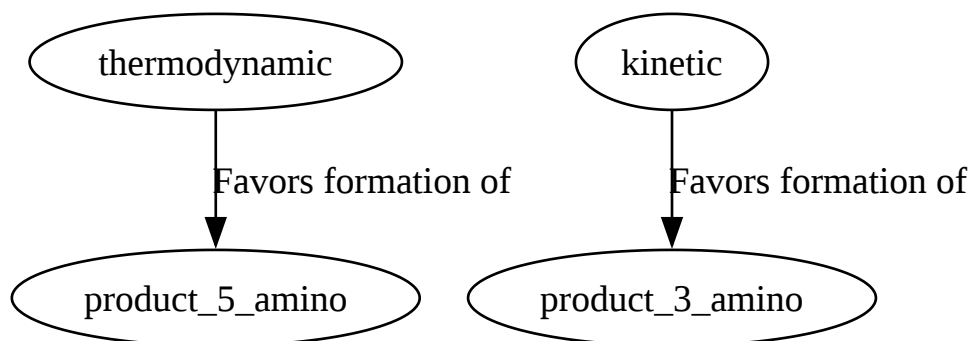 thermodynamic
kinetic
Favors formation of
Favors formation of
product_5_amino
product_3_amino